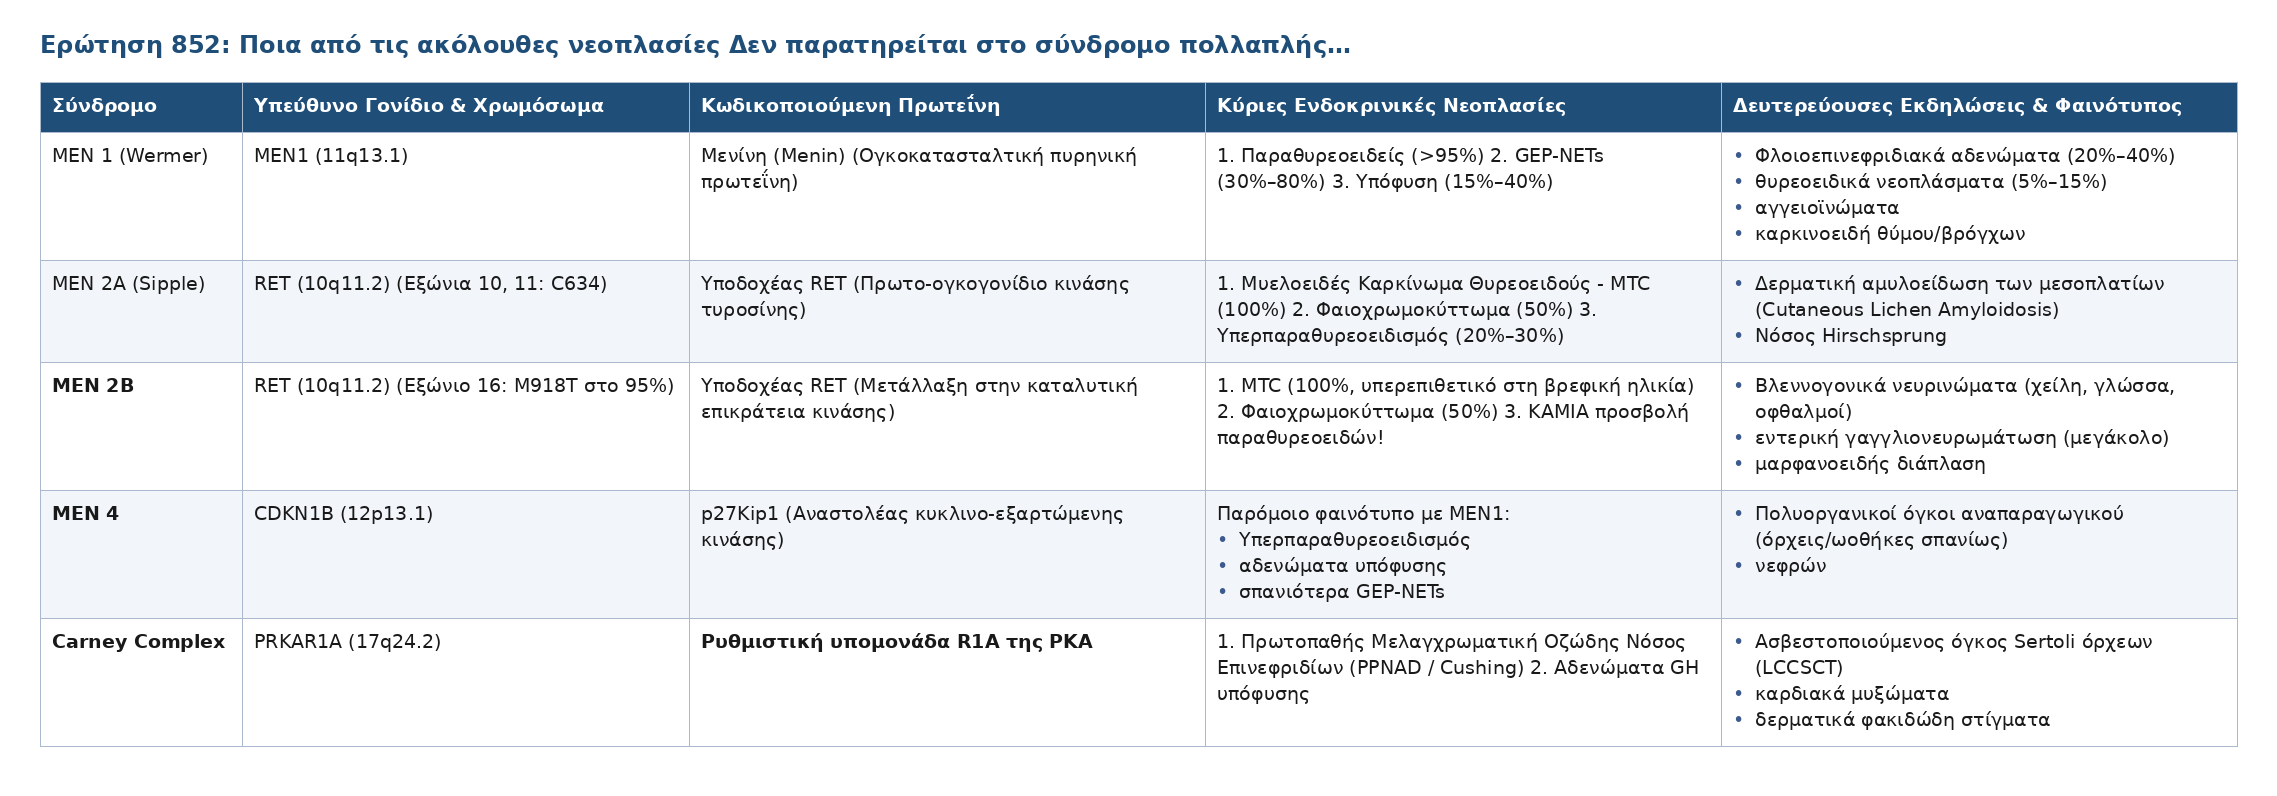 Ερώτηση 852: Ποια από τις ακόλουθες νεοπλασίες Δεν παρατηρείται στο σύνδρομο πολλαπλής…
Σύνδρομο
Υπεύθυνο Γονίδιο & Χρωμόσωμα
Κωδικοποιούμενη Πρωτεΐνη
Κύριες Ενδοκρινικές Νεοπλασίες
Δευτερεύουσες Εκδηλώσεις & Φαινότυπος
MEN 1 (Wermer)
MEN1 (11q13.1)
Μενίνη (Menin) (Ογκοκατασταλτική πυρηνική
πρωτεΐνη)
1. Παραθυρεοειδείς (>95%) 2. GEP-NETs
(30%–80%) 3. Υπόφυση (15%–40%)
• Φλοιοεπινεφριδιακά αδενώματα (20%–40%)
• θυρεοειδικά νεοπλάσματα (5%–15%)
• αγγειοϊνώματα
• καρκινοειδή θύμου/βρόγχων
MEN 2A (Sipple)
RET (10q11.2) (Εξώνια 10, 11: C634)
Υποδοχέας RET (Πρωτο-ογκογονίδιο κινάσης
τυροσίνης)
1. Μυελοειδές Καρκίνωμα Θυρεοειδούς - MTC
(100%) 2. Φαιοχρωμοκύττωμα (50%) 3.
Υπερπαραθυρεοειδισμός (20%–30%)
• Δερματική αμυλοείδωση των μεσοπλατίων
(Cutaneous Lichen Amyloidosis)
• Νόσος Hirschsprung
MEN 2B
RET (10q11.2) (Εξώνιο 16: M918T στο 95%)
Υποδοχέας RET (Μετάλλαξη στην καταλυτική
επικράτεια κινάσης)
1. MTC (100%, υπερεπιθετικό στη βρεφική ηλικία)
2. Φαιοχρωμοκύττωμα (50%) 3. ΚΑΜΙΑ προσβολή
παραθυρεοειδών!
• Βλεννογονικά νευρινώματα (χείλη, γλώσσα,
οφθαλμοί)
• εντερική γαγγλιονευρωμάτωση (μεγάκολο)
• μαρφανοειδής διάπλαση
MEN 4
CDKN1B (12p13.1)
p27Kip1 (Αναστολέας κυκλινο-εξαρτώμενης
κινάσης)
Παρόμοιο φαινότυπο με MEN1:
• Υπερπαραθυρεοειδισμός
• αδενώματα υπόφυσης
• σπανιότερα GEP-NETs
• Πολυοργανικοί όγκοι αναπαραγωγικού
(όρχεις/ωοθήκες σπανίως)
• νεφρών
Carney Complex
PRKAR1A (17q24.2)
Ρυθμιστική υπομονάδα R1A της PKA
1. Πρωτοπαθής Μελαγχρωματική Οζώδης Νόσος
Επινεφριδίων (PPNAD / Cushing) 2. Αδενώματα GH
υπόφυσης
• Ασβεστοποιούμενος όγκος Sertoli όρχεων
(LCCSCT)
• καρδιακά μυξώματα
• δερματικά φακιδώδη στίγματα